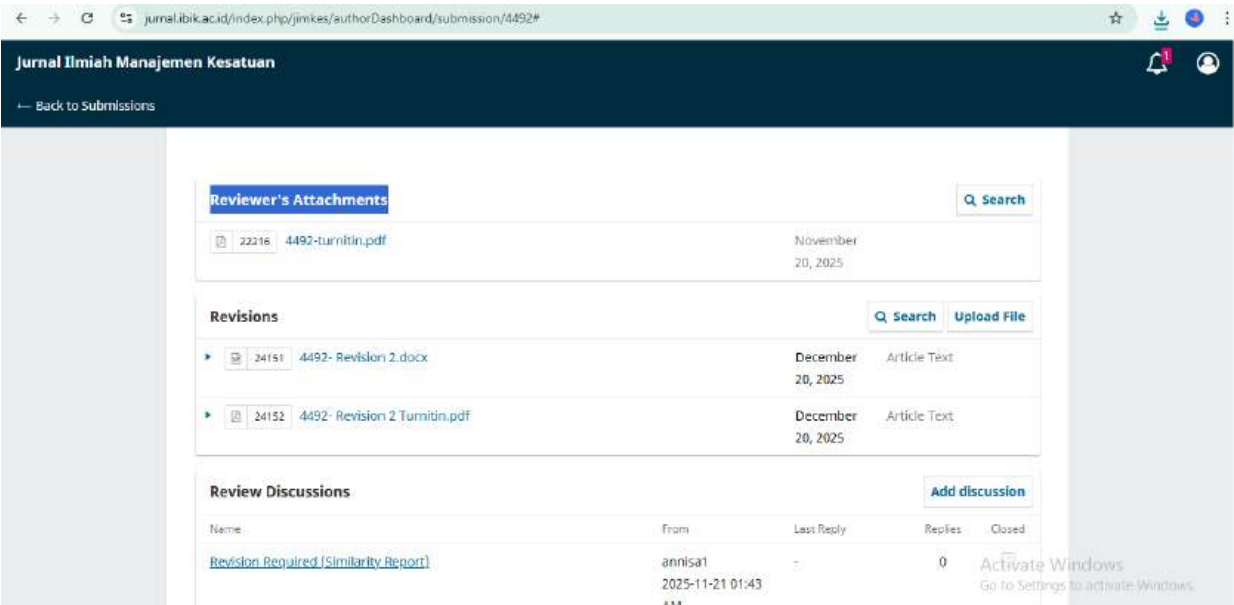 jurnal.ibik.ac.id/index.php/jimkes/authorDashboard/submission/4492#
Jurnal Ilmiah Manajemen Kesatuan
1
← Back to Submissions
Reviewer's Attachments
Search
22216 4492-turnitin.pdf November
20, 2025
Revisions
Search Upload File
24151 4492- Revision 2.docx December Article Text
20, 2025
24152 4492- Revision 2 Turnitin.pdf December Article Text
20, 2025
Review Discussions
Add discussion
Name From Last Reply Replies Closed
Revision Required (Similarity Report) annisa1 - 0
2025-11-21 01:43
AM
Activate Windows
Go to Settings to activate Windows.